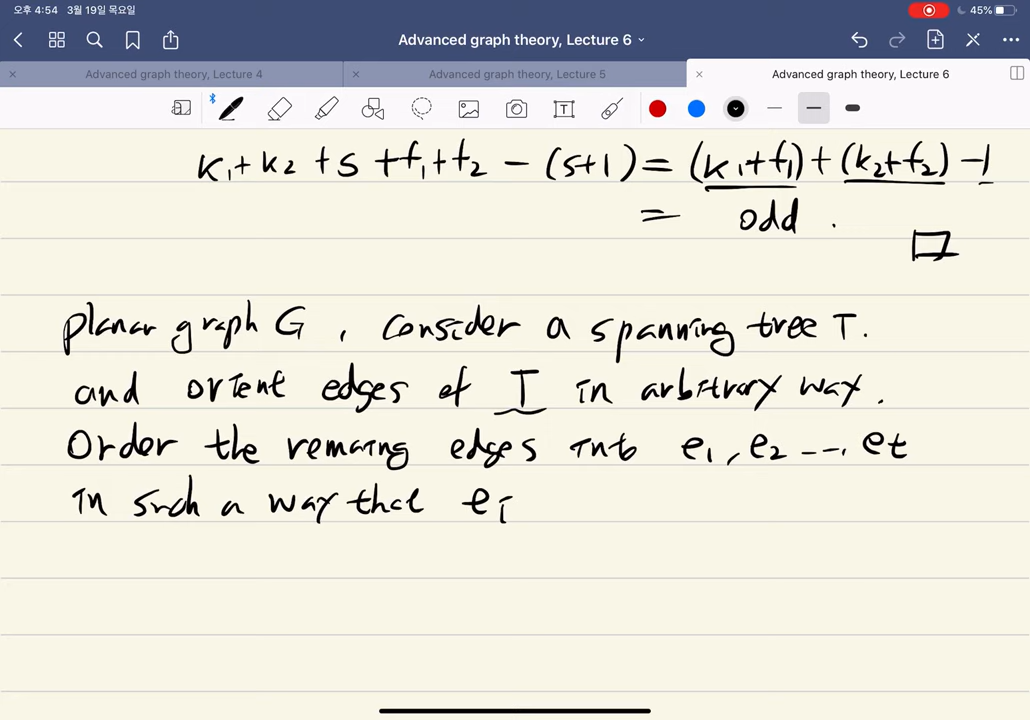 오후 4:54 3월 19일 목요일
45%
Advanced graph theory, Lecture 6
Advanced graph theory, Lecture 4
Advanced graph theory, Lecture 5
Advanced graph theory, Lecture 6
k₁+k₂+s+f₁+f₂-(s+1)=(k₁+f₁)+(k₂+f₂)-1
= odd.
planar graph G, consider a spanning tree T.
and orient edges of T in arbitrary way.
Order the remaing edges into e₁, e₂ ..., et
in such a way that ei